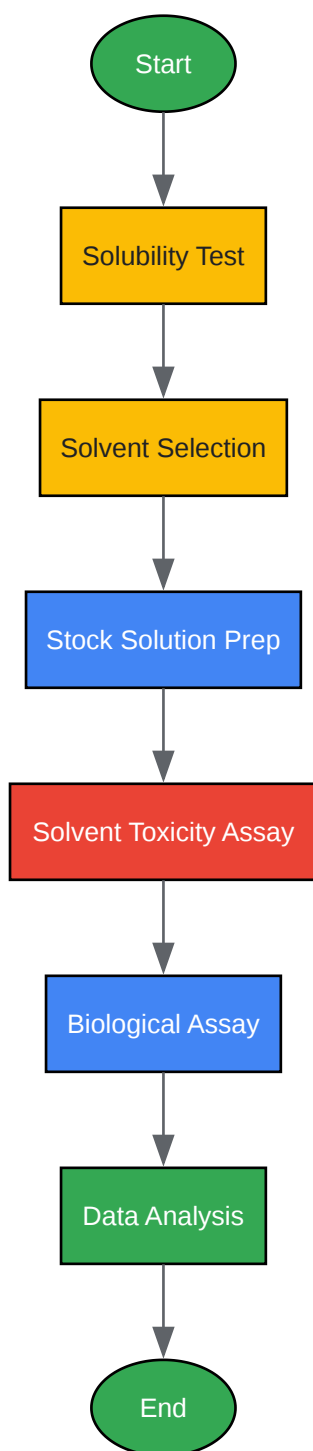 Start
Solubility Test
Solvent Selection
Stock Solution Prep
Solvent Toxicity Assay
Biological Assay
Data Analysis
End